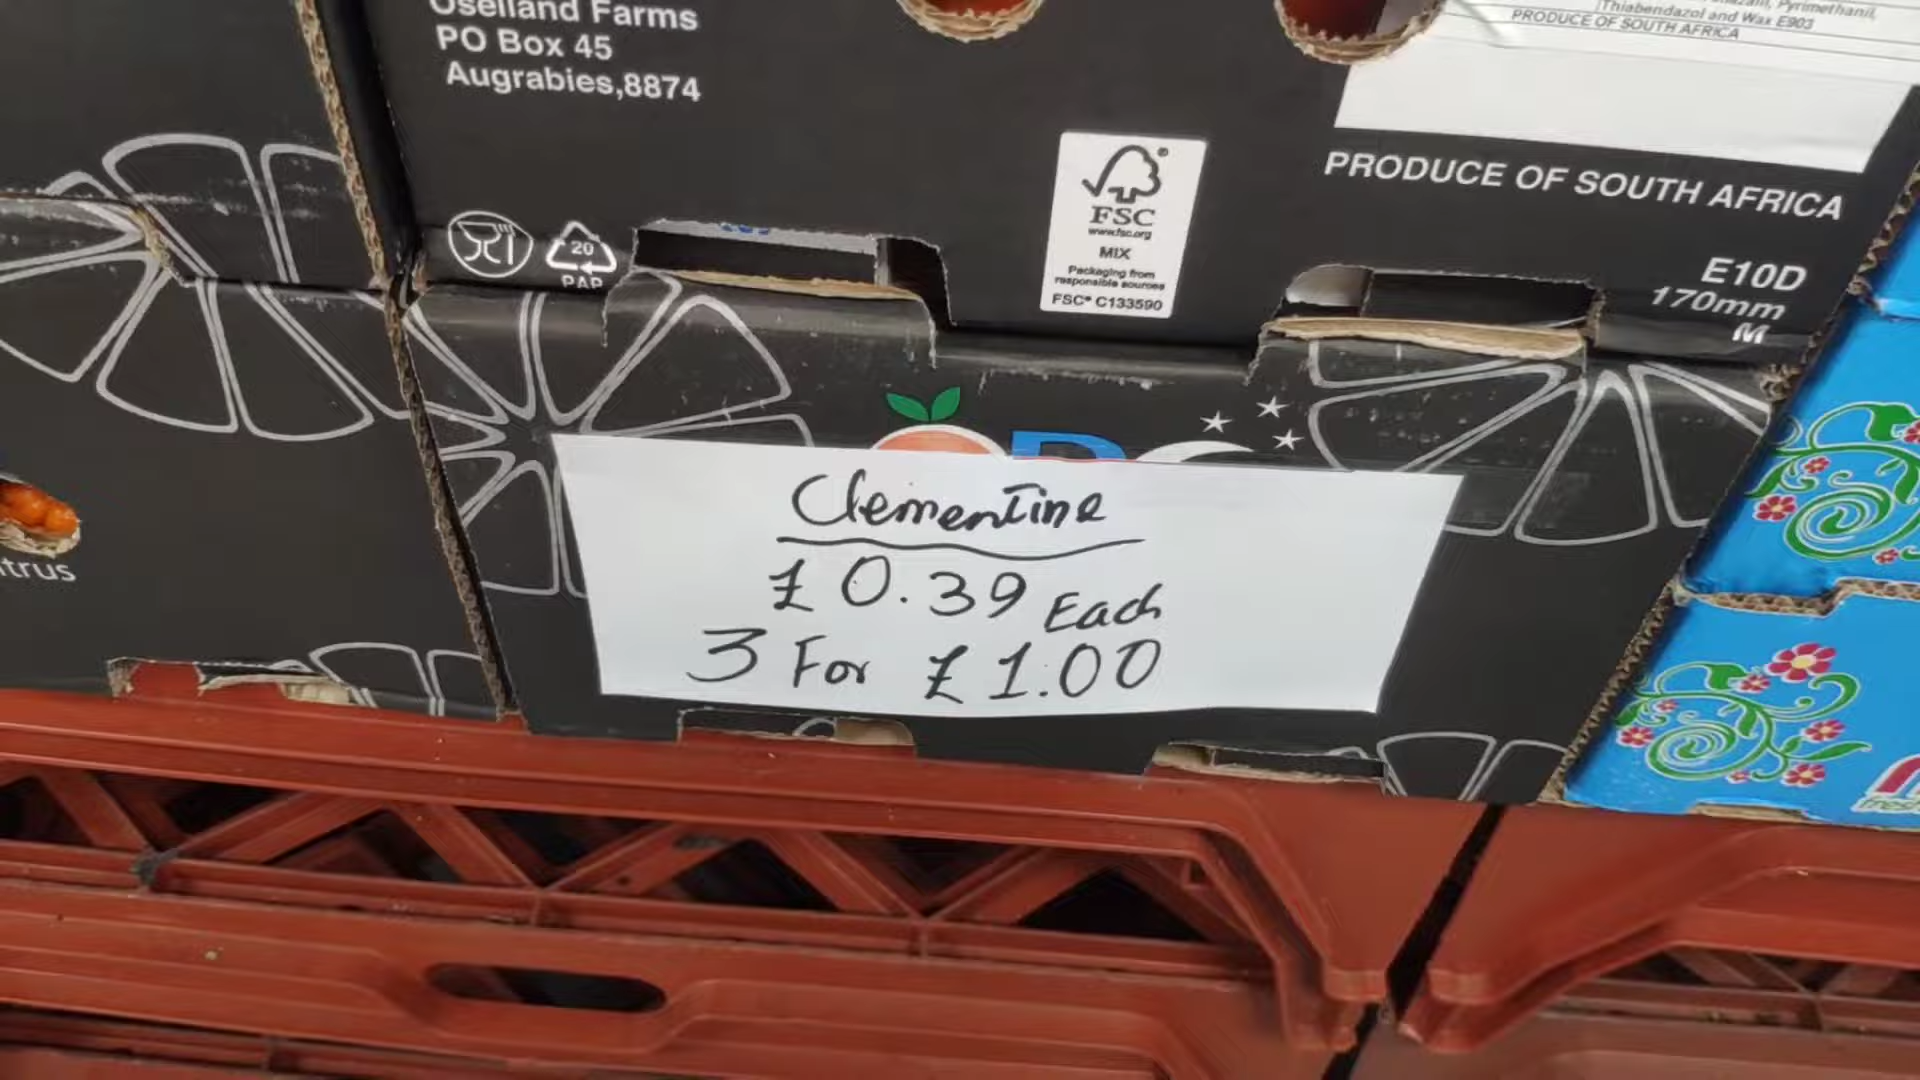 Oseiland Farms
PO Box 45
Augrabies,8874
Pyrimethanil,
Thiabendazol and Wax E903
PRODUCE OF SOUTH AFRICA
PRODUCE OF SOUTH AFRICA
FSC
www.fsc.org
MIX
Packaging from
responsible sources
FSC® C133590
E10D
170mm
M
20
PAP
trus
Clementine
£0.39 Each
3 For £1.00